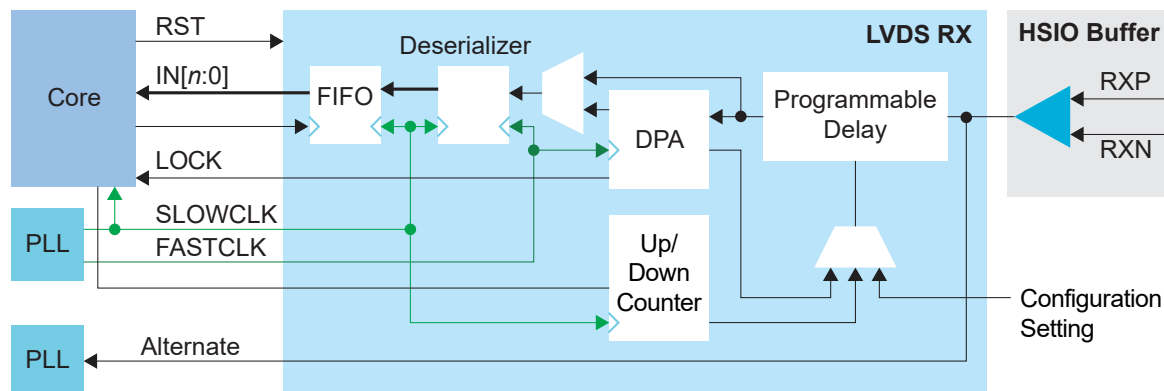 RST
LVDS RX
HSIO Buffer
Deserializer
IN[n:0]
Core
FIFO
Programmable
Delay
RXP
DPA
RXN
LOCK
SLOWCLK
PLL
FASTCLK
Up/
Down
Counter
Configuration
Setting
Alternate
PLL